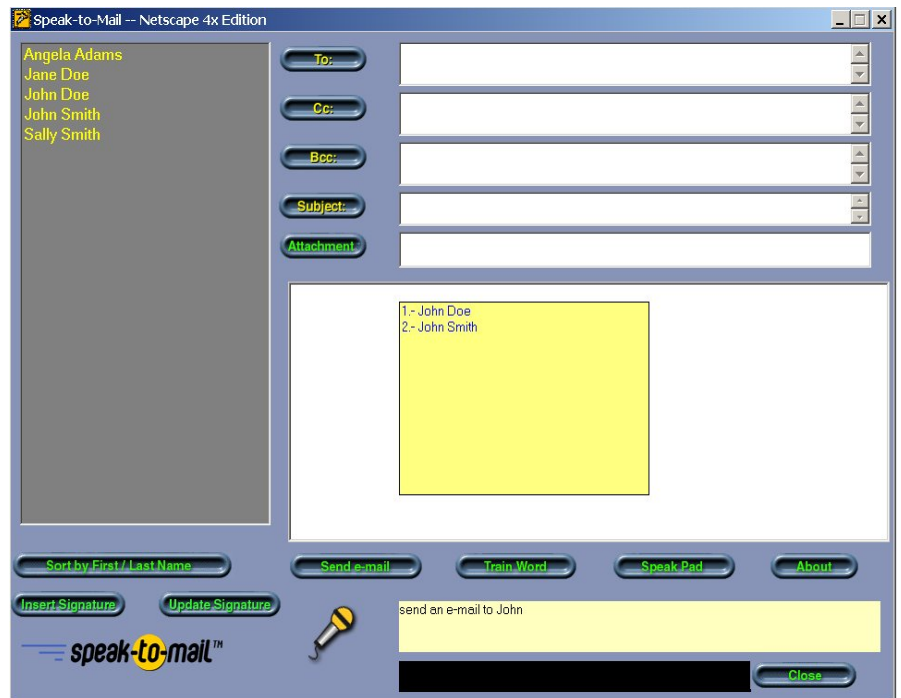 Speak-to-Mail -- Netscape 4x Edition
Angela Adams
Jane Doe
John Doe
John Smith
Sally Smith
To:
Cc:
Bcc:
Subject:
Attachment:
1.- John Doe
2.- John Smith
Sort by First / Last Name
Send e-mail
Train Word
Speak Pad
About
Insert Signature
Update Signature
send an e-mail to John
speak-to-mail™
Close